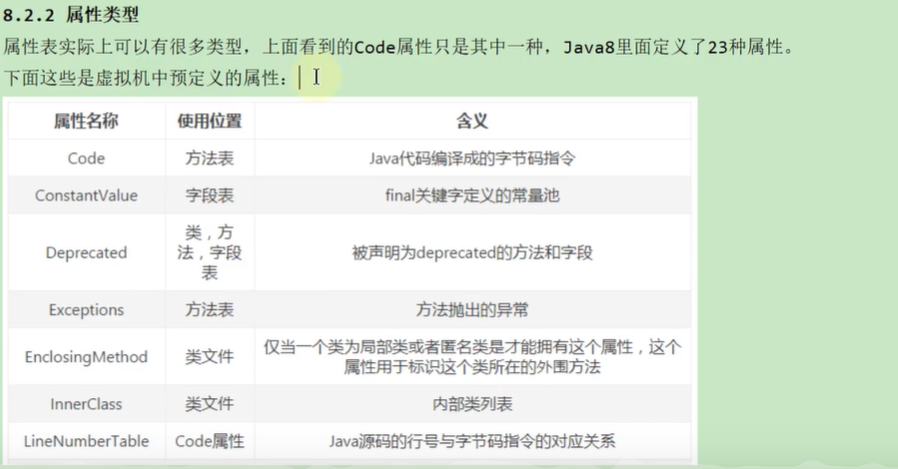 8.2.2 属性类型
属性表实际上可以有很多类型，上面看到的Code属性只是其中一种，Java8里面定义了23种属性。
下面这些是虚拟机中预定义的属性：
属性名称 使用位置 含义
Code 方法表 Java代码编译成的字节码指令
ConstantValue 字段表 final关键字定义的常量池
Deprecated 类，方法，字段表 被声明为deprecated的方法和字段
Exceptions 方法表 方法抛出的异常
EnclosingMethod 类文件 仅当一个类为局部类或者匿名类是才能拥有这个属性，这个
属性用于标识这个类所在的外围方法
InnerClass 类文件 内部类列表
LineNumberTable Code属性 Java源码的行号与字节码指令的对应关系